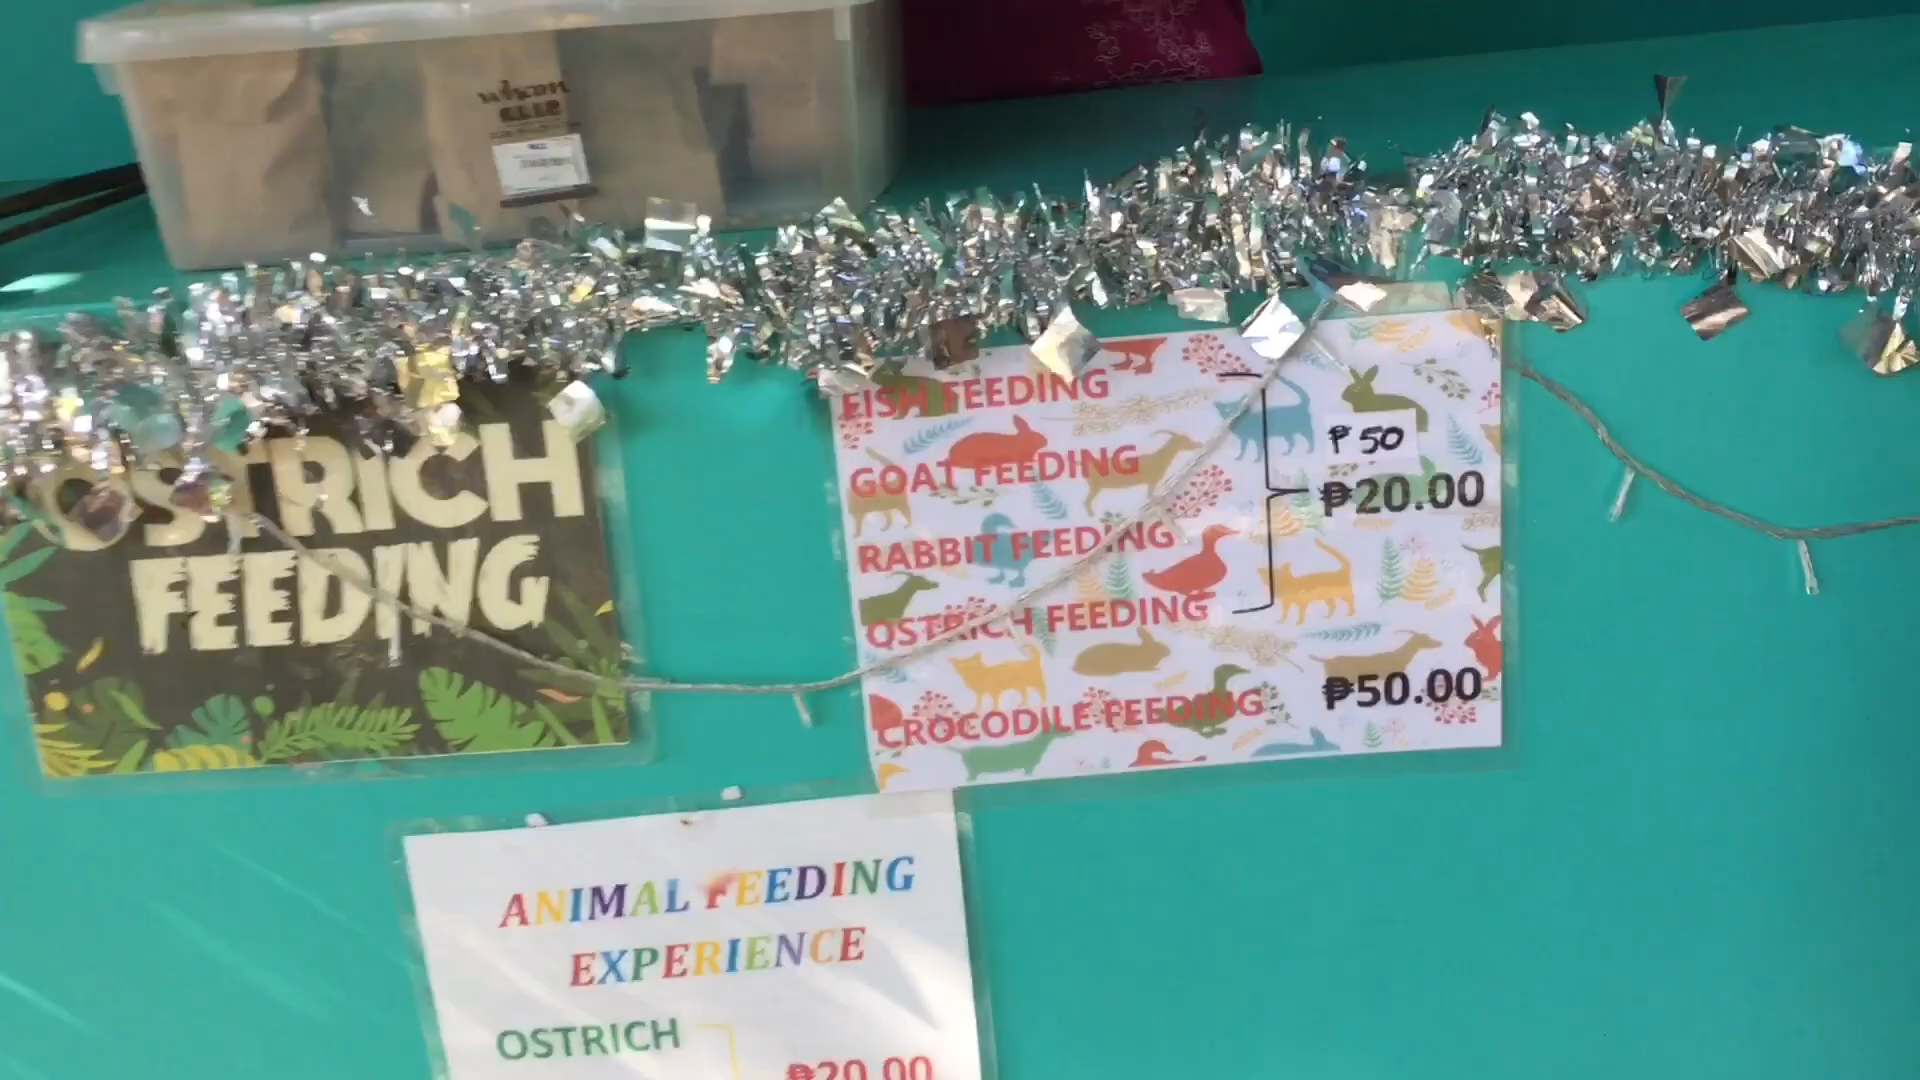 OSTRICH
FEEDING
FISH FEEDING
GOAT FEEDING
RABBIT FEEDING
OSTRICH FEEDING
₱ 50
₱20.00
CROCODILE FEEDING
₱50.00
ANIMAL FEEDING
EXPERIENCE
OSTRICH
₱20.00